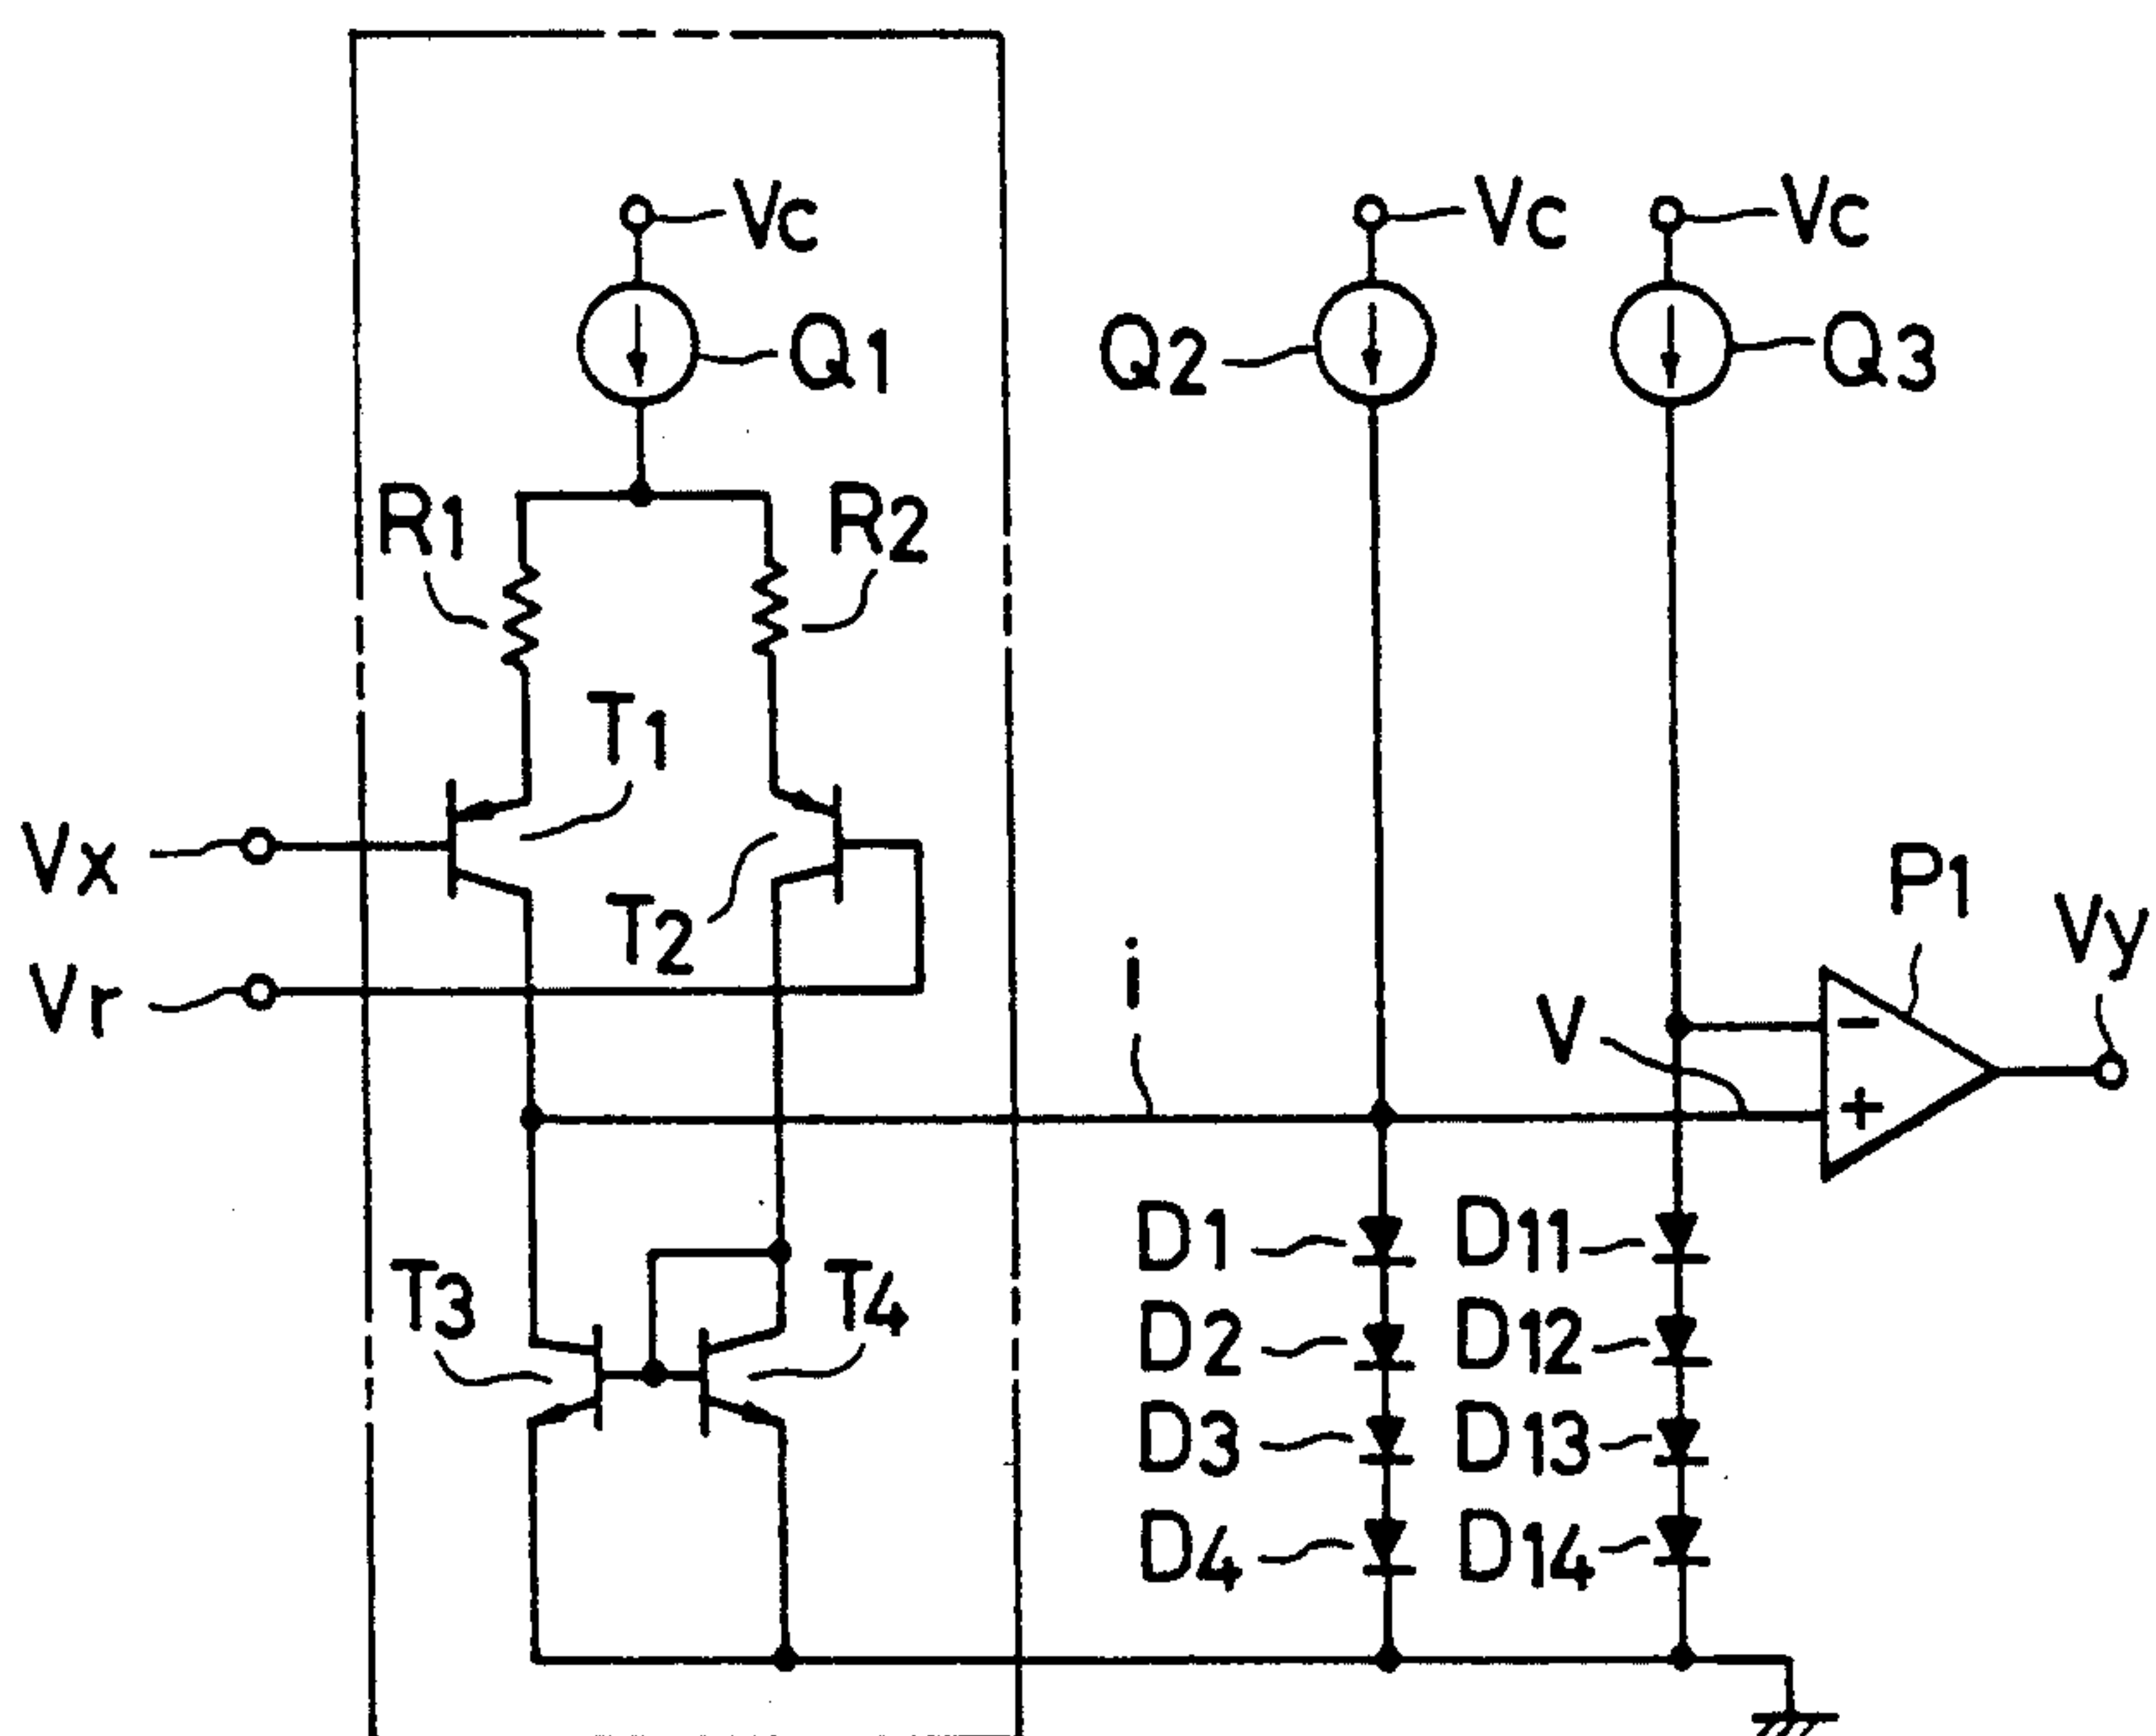 Vc
Vc
Vc
Q1
Q2
Q3
R1
R2
T1
Vx
T2
P1
Vy
Vr
i
V
-
+
T3
T4
D1
D11
D2
D12
D3
D13
D4
D14